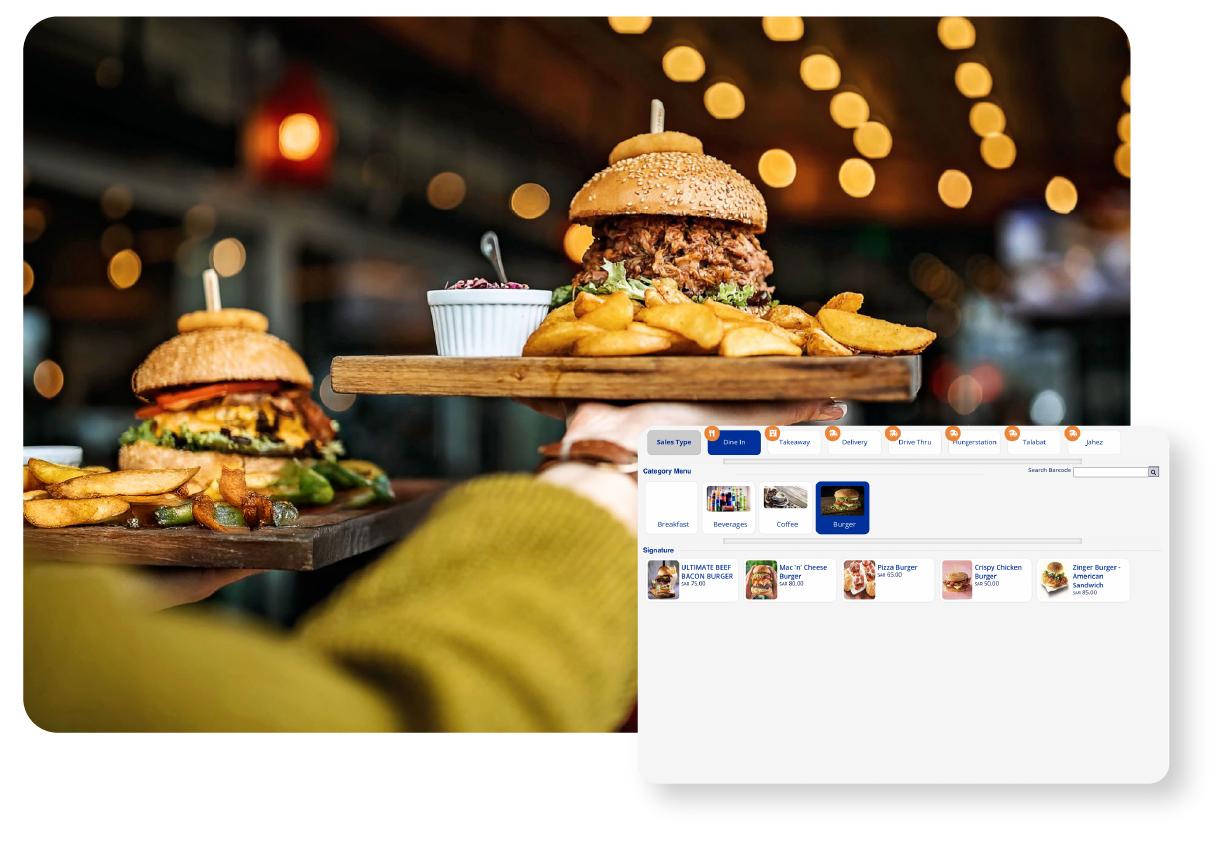 Sales Type
Dine In
Takeaway
Delivery
Drive Thru
Hungerstation
Talabat
Jahez
Category Menu
Search Barcode
Breakfast
Beverages
Coffee
Burger
Signature
ULTIMATE BEEF
BACON BURGER
SAR 75.00
Mac 'n' Cheese
Burger
SAR 80.00
Pizza Burger
SAR 65.00
Crispy Chicken
Burger
SAR 50.00
Zinger Burger -
American
Sandwich
SAR 85.00